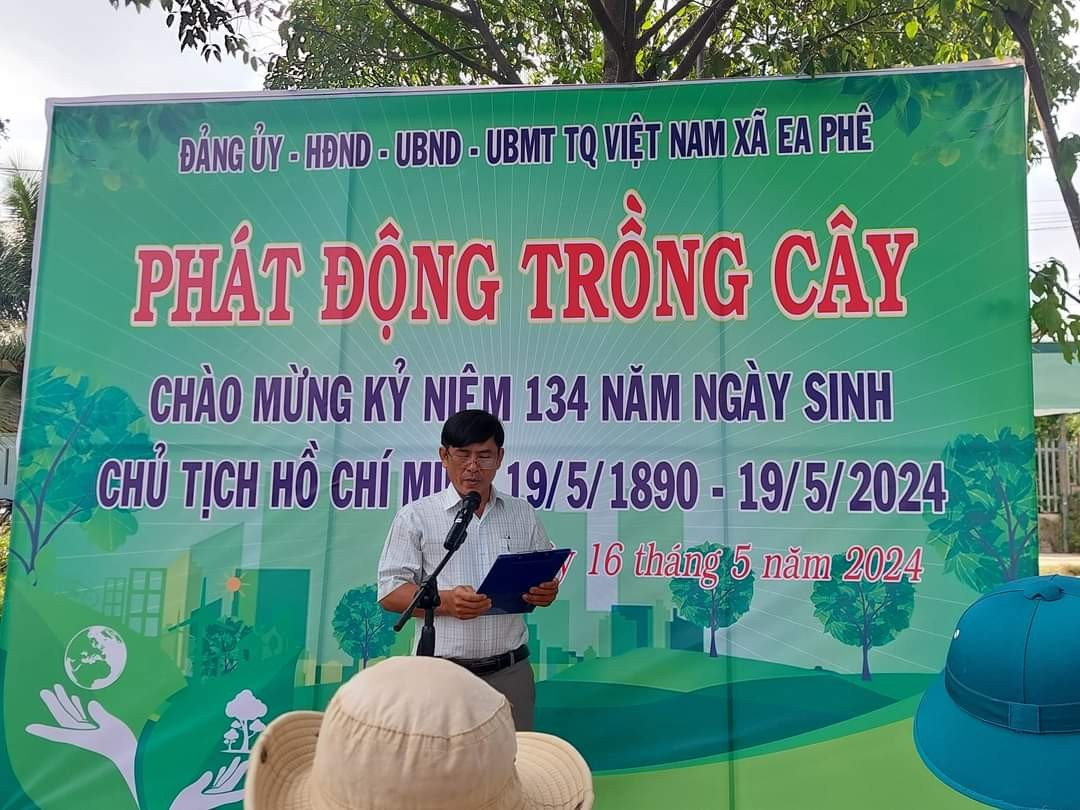 ĐẢNG ỦY - HĐND - UBND - UBMT TQ VIỆT NAM XÃ EA PHÊ
PHÁT ĐỘNG TRỒNG CÂY
CHÀO MỪNG KỶ NIỆM 134 NĂM NGÀY SINH
CHỦ TỊCH HỒ CHÍ 19/5/1890 - 19/5/2024
16 tháng 5 năm 2024